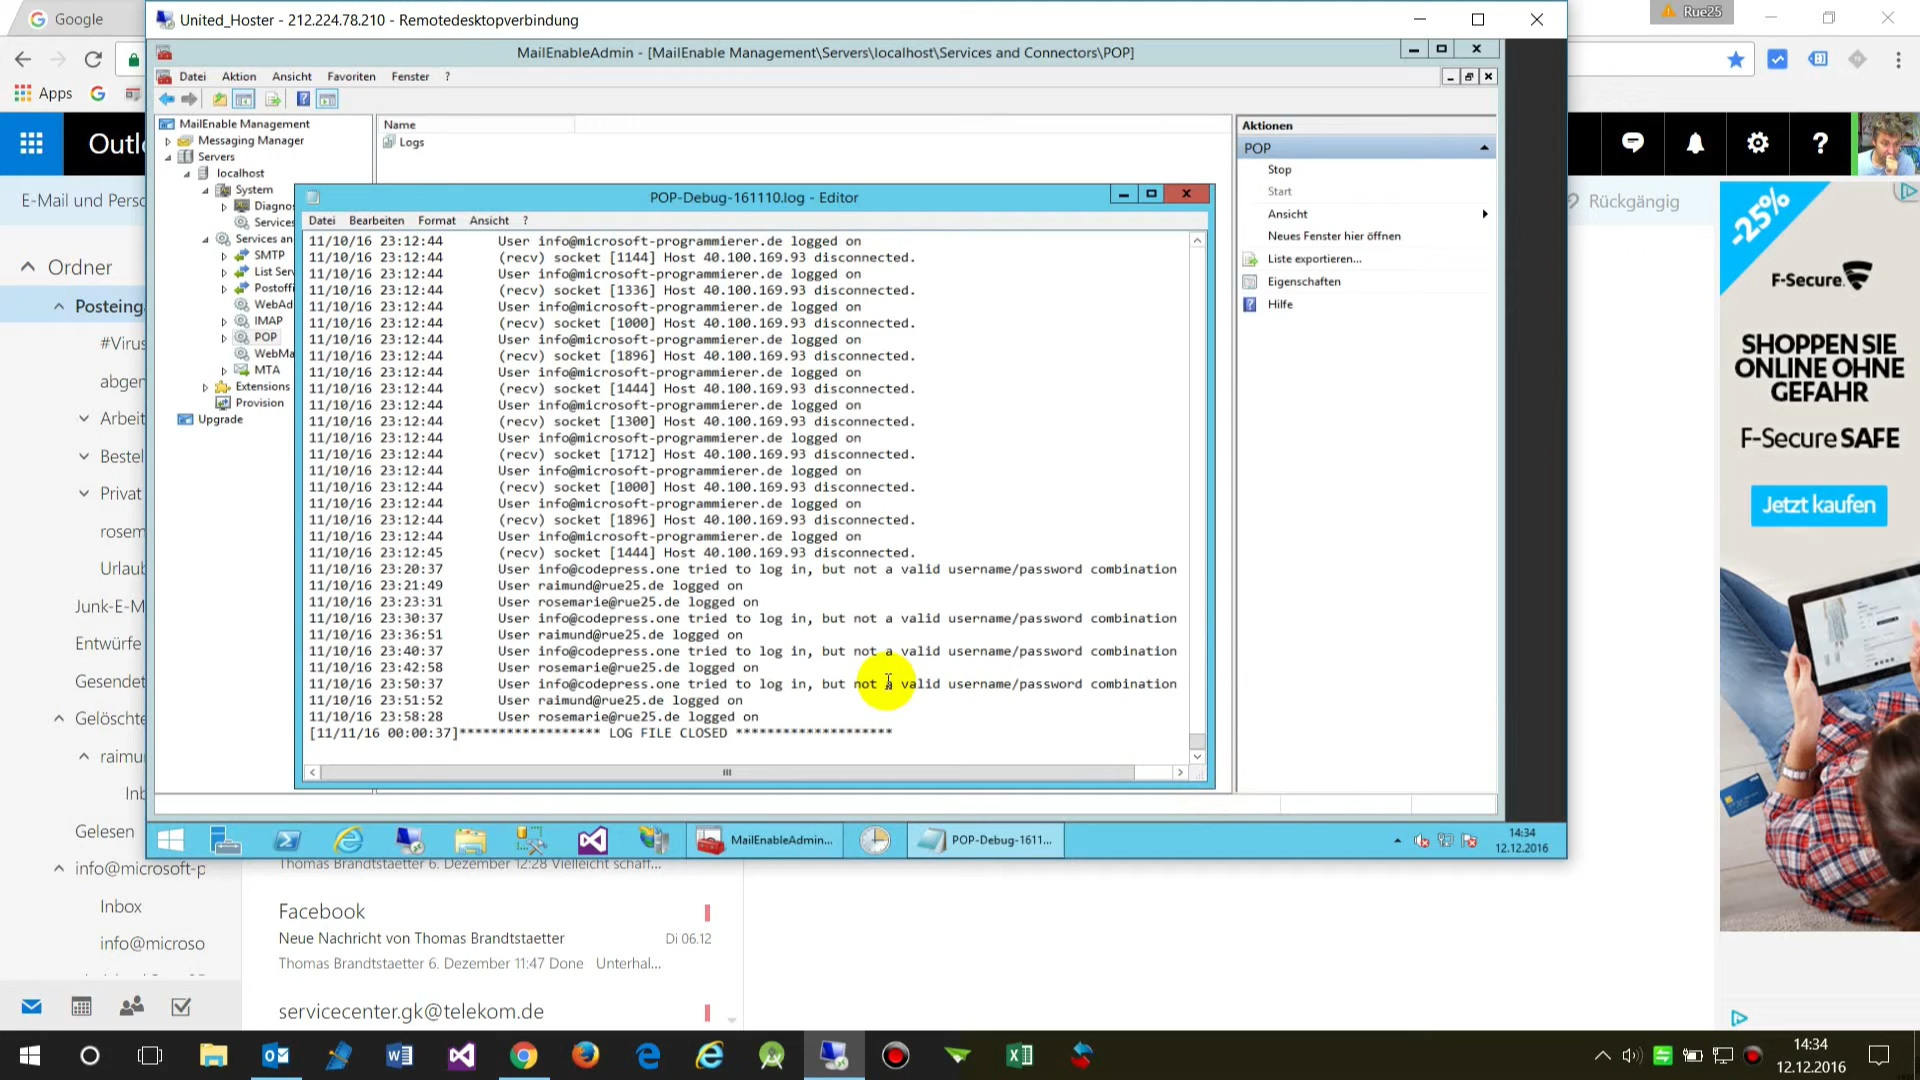 Google
United_Hoster - 212.224.78.210 - Remotedesktopverbindung
Rue25
MailEnableAdmin - [MailEnable Management\Servers\localhost\Services and Connectors\POP]
Datei Aktion Ansicht Favoriten Fenster ?
Apps
MailEnable Management
Messaging Manager
Servers
localhost
System
Diagno
Services
Services an
SMTP
List Serv
Postoffi
WebAd
IMAP
POP
WebMa
MTA
Extensions
Provision
Upgrade
Name
Logs
Aktionen
POP
Stop
Start
Ansicht
Neues Fenster hier öffnen
Liste exportieren...
Eigenschaften
Hilfe
POP-Debug-161110.log - Editor
Datei Bearbeiten Format Ansicht ?
11/10/16 23:12:44 User info@microsoft-programmierer.de logged on
11/10/16 23:12:44 (recv) socket [1144] Host 40.100.169.93 disconnected.
11/10/16 23:12:44 User info@microsoft-programmierer.de logged on
11/10/16 23:12:44 (recv) socket [1336] Host 40.100.169.93 disconnected.
11/10/16 23:12:44 User info@microsoft-programmierer.de logged on
11/10/16 23:12:44 (recv) socket [1000] Host 40.100.169.93 disconnected.
11/10/16 23:12:44 User info@microsoft-programmierer.de logged on
11/10/16 23:12:44 (recv) socket [1896] Host 40.100.169.93 disconnected.
11/10/16 23:12:44 User info@microsoft-programmierer.de logged on
11/10/16 23:12:44 (recv) socket [1444] Host 40.100.169.93 disconnected.
11/10/16 23:12:44 User info@microsoft-programmierer.de logged on
11/10/16 23:12:44 (recv) socket [1300] Host 40.100.169.93 disconnected.
11/10/16 23:12:44 User info@microsoft-programmierer.de logged on
11/10/16 23:12:44 (recv) socket [1712] Host 40.100.169.93 disconnected.
11/10/16 23:12:44 User info@microsoft-programmierer.de logged on
11/10/16 23:12:44 (recv) socket [1000] Host 40.100.169.93 disconnected.
11/10/16 23:12:44 User info@microsoft-programmierer.de logged on
11/10/16 23:12:44 (recv) socket [1896] Host 40.100.169.93 disconnected.
11/10/16 23:12:44 User info@microsoft-programmierer.de logged on
11/10/16 23:12:45 (recv) socket [1444] Host 40.100.169.93 disconnected.
11/10/16 23:20:37 User info@codepress.one tried to log in, but not a valid username/password combination
11/10/16 23:21:49 User raimund@rue25.de logged on
11/10/16 23:23:31 User rosemarie@rue25.de logged on
11/10/16 23:30:37 User info@codepress.one tried to log in, but not a valid username/password combination
11/10/16 23:36:51 User raimund@rue25.de logged on
11/10/16 23:40:37 User info@codepress.one tried to log in, but not a valid username/password combination
11/10/16 23:42:58 User rosemarie@rue25.de logged on
11/10/16 23:50:37 User info@codepress.one tried to log in, but not a valid username/password combination
11/10/16 23:51:52 User raimund@rue25.de logged on
11/10/16 23:58:28 User rosemarie@rue25.de logged on
[11/11/16 00:00:37]****************** LOG FILE CLOSED ********************
MailEnableAdmin...
POP-Debug-1611...
14:34
12.12.2016
Outl
E-Mail und Perso
Rückgängig
Ordner
Posteing
#Virus
abgen
Arbeit
Bestel
Privat
rosem
Urlaub
Junk-E-M
Entwürfe
Gesendet
Gelöschte
raimu
Inb
Gelesen
info@microsoft-p
Inbox
info@microso
Thomas Brandtstaetter 6. Dezember 12:28 Vielleicht schaff...
Facebook
Neue Nachricht von Thomas Brandtstaetter Di 06.12
Thomas Brandtstaetter 6. Dezember 11:47 Done Unterhal...
servicecenter.gk@telekom.de
-25%
F-Secure.
SHOPPEN SIE
ONLINE OHNE
GEFAHR
F-Secure SAFE
Jetzt kaufen
14:34
12.12.2016